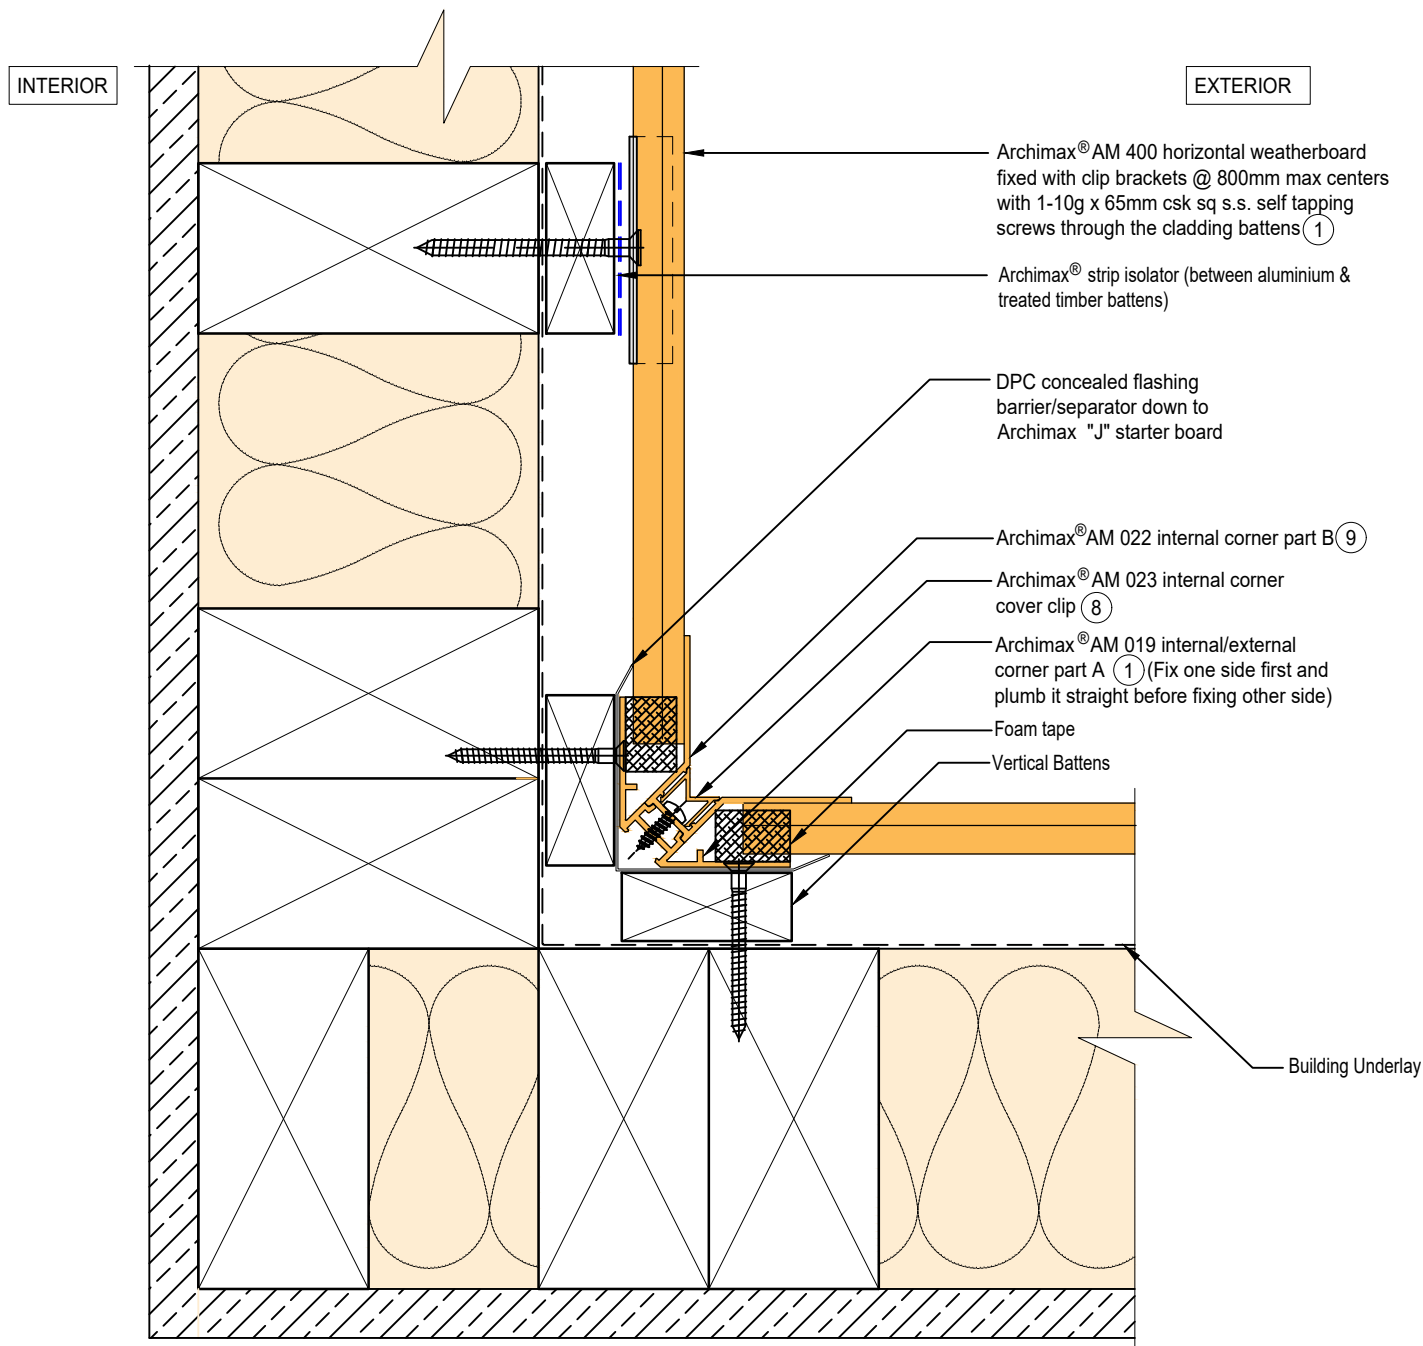 INTERIOR
EXTERIOR
Archimax® AM 400 horizontal weatherboard
fixed with clip brackets @ 800mm max centers
with 1-10g x 65mm csk sq s.s. self tapping
screws through the cladding battens 1
Archimax® strip isolator (between aluminium &
treated timber battens)
DPC concealed flashing
barrier/separator down to
Archimax "J" starter board
Archimax® AM 022 internal corner part B 9
Archimax® AM 023 internal corner
cover clip 8
Archimax® AM 019 internal/external
corner part A 1 (Fix one side first and
plumb it straight before fixing other side)
Foam tape
Vertical Battens
Building Underlay